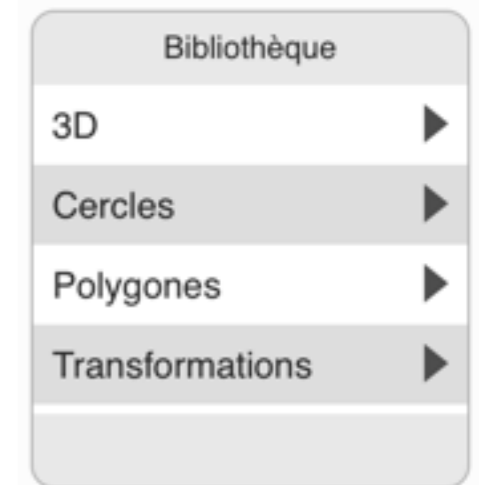 Bibliothèque
3D
Cercles
Polygones
Transformations